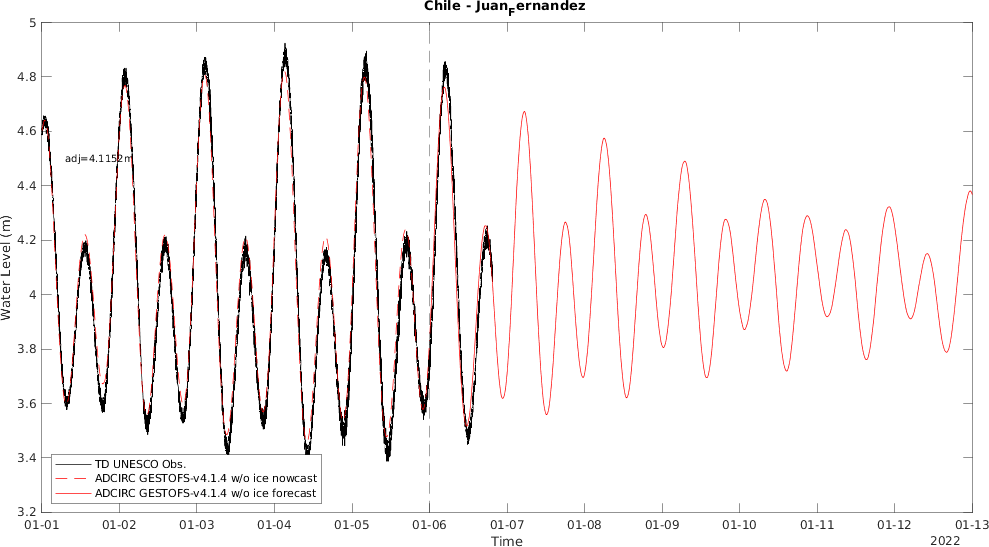 Chile - JuanFernandez
5
4.8
4.6
4.4
4.2
4
3.8
3.6
3.4
3.2
Water Level (m)
adj=4.1152m
TD UNESCO Obs.
ADCIRC GESTOFS-v4.1.4 w/o ice nowcast
ADCIRC GESTOFS-v4.1.4 w/o ice forecast
01-01 01-02 01-03 01-04 01-05 01-06 01-07 01-08 01-09 01-10 01-11 01-12 01-13
Time
2022